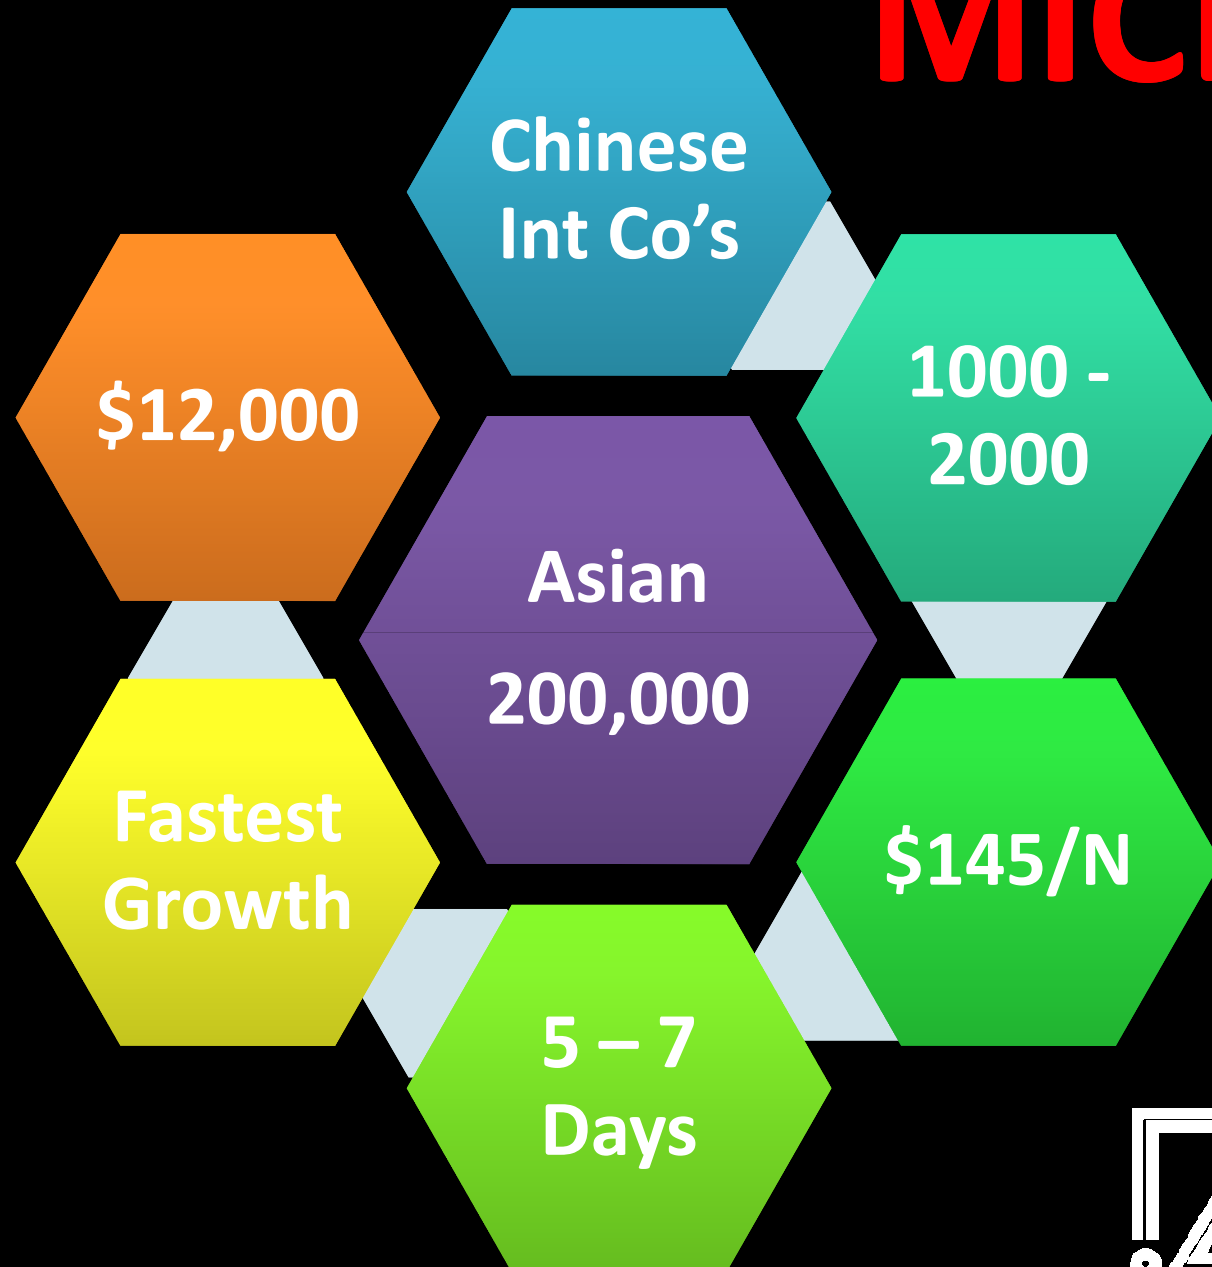 Chinese
Int Co’s
$12,000
1000 -
2000
Asian
200,000
Fastest
Growth
$145/N
5 – 7
Days